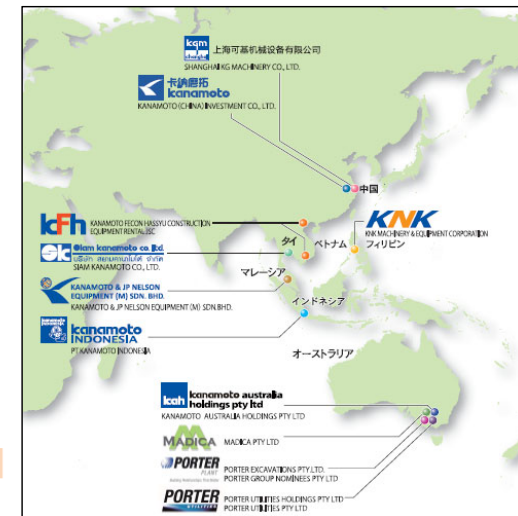 kgm
上海可基机械设备有限公司
SHANGHAI KG MACHINERY CO., LTD.
卡纳磨拓
kanamoto
KANAMOTO (CHINA) INVESTMENT CO., LTD.
中国
kFh
KANAMOTO FECON HASSYU CONSTRUCTION
EQUIPMENT RENTAL JSC
KNK
KNK MACHINERY & EQUIPMENT CORPORATION
フィリピン
タイ
ベトナム
sk
Siam kanamoto co. ltd.
SIAM KANAMOTO CO., LTD.
マレーシア
KANAMOTO & JP NELSON
EQUIPMENT (M) SDN. BHD.
KANAMOTO & JP NELSON EQUIPMENT (M) SDN.BHD.
インドネシア
kanamoto
INDONESIA
PT KANAMOTO INDONESIA
オーストラリア
kah
kanamoto australia
holdings pty ltd
KANAMOTO AUSTRALIA HOLDINGS PTY LTD
MADICA
MADICA PTY LTD
PORTER
PLANT
PORTER EXCAVATIONS PTY LTD.
PORTER GROUP NOMINEES PTY LTD
PORTER
UTILITIES
PORTER UTILITIES HOLDINGS PTY LTD
PORTER UTILITIES PTY LTD